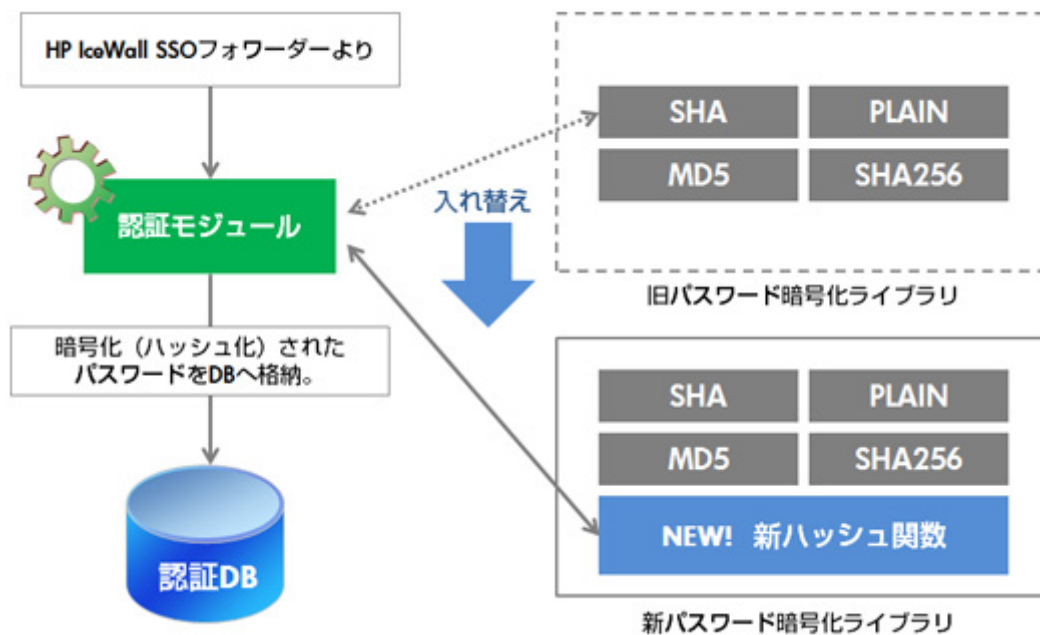 HP IceWall SSOフォワーダーより
認証モジュール
暗号化（ハッシュ化）された
パスワードをDBへ格納。
認証DB
入れ替え
SHA
PLAIN
MD5
SHA256
旧パスワード暗号化ライブラリ
SHA
PLAIN
MD5
SHA256
NEW! 新ハッシュ関数
新パスワード暗号化ライブラリ